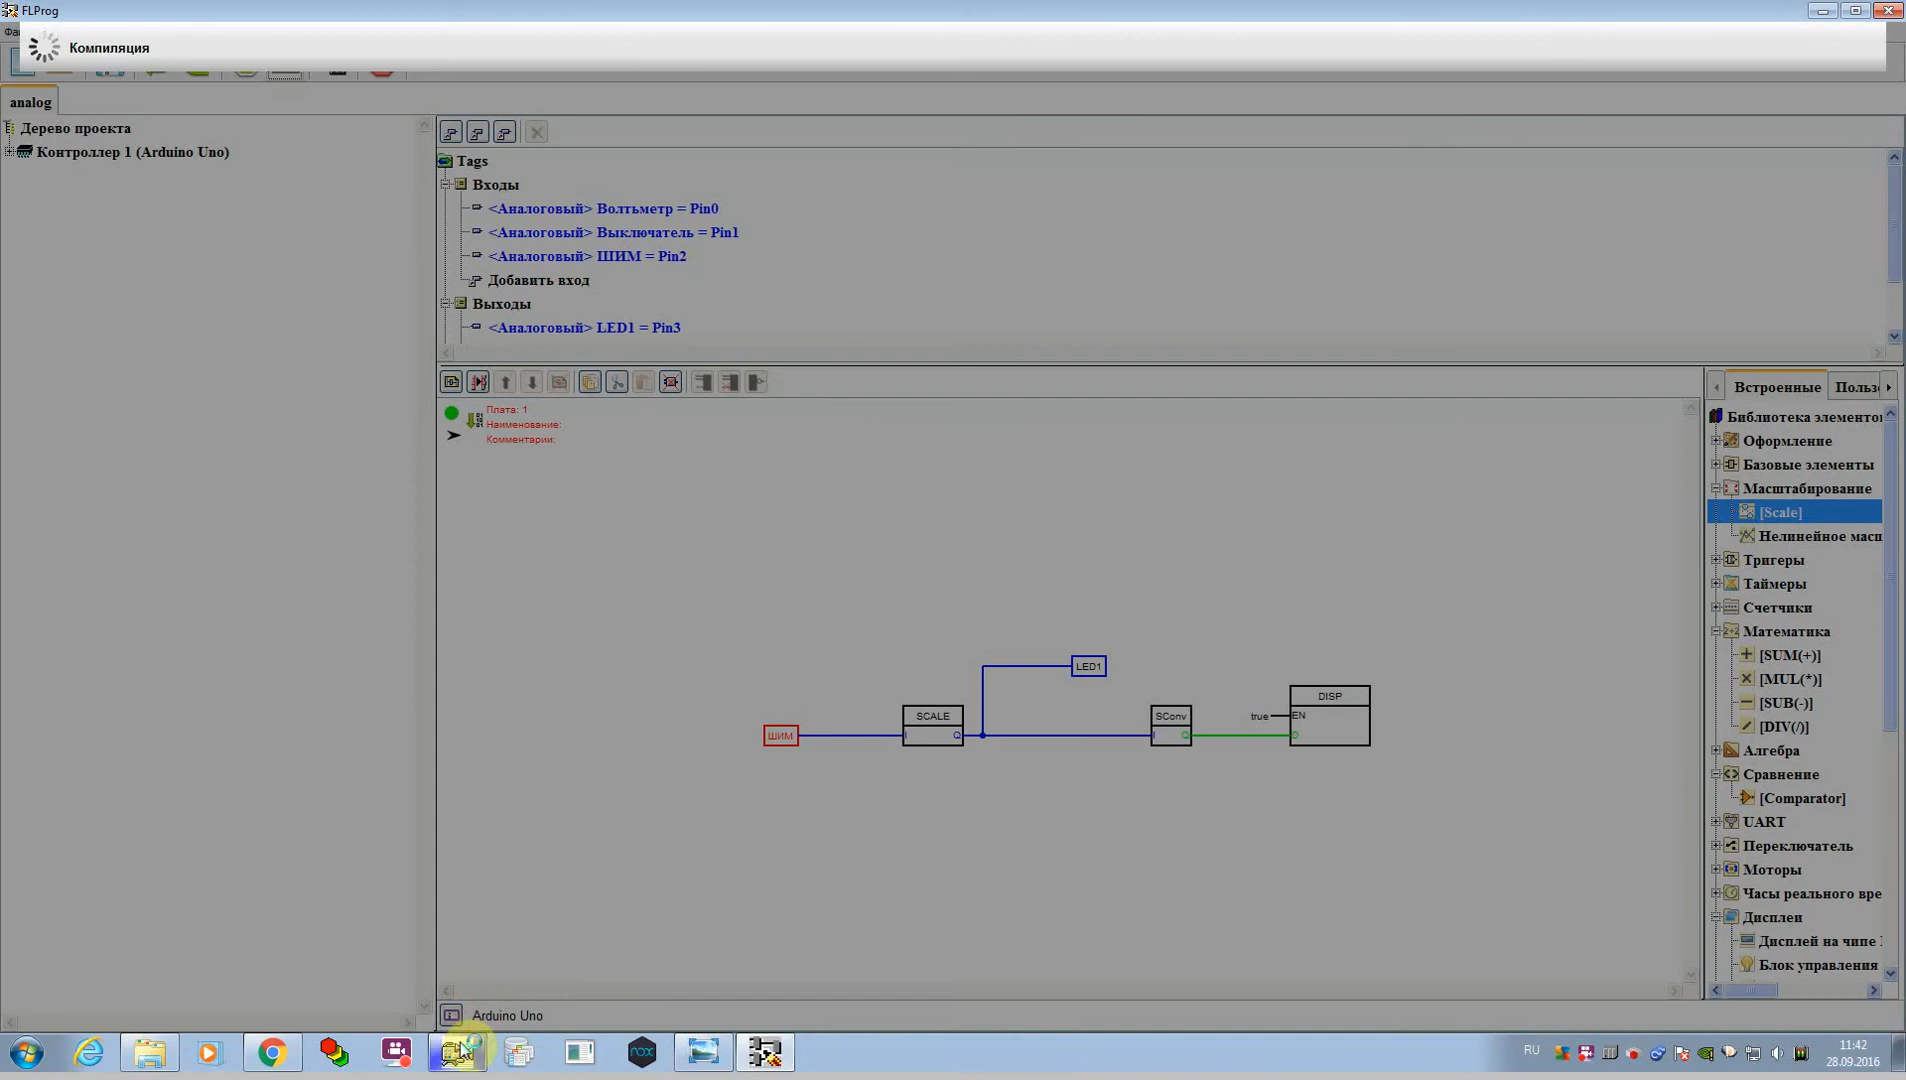 FLProg
Компиляция
analog
Дерево проекта
Контроллер 1 (Arduino Uno)
Tags
Входы
<Аналоговый> Вольтметр = Pin0
<Аналоговый> Выключатель = Pin1
<Аналоговый> ШИМ = Pin2
Добавить вход
Выходы
<Аналоговый> LED1 = Pin3
Плата: 1
Наименование:
Комментарии:
LED1
ШИМ
SCALE
I Q
SConv
I Q
DISP
true
EN
D
Встроенные
Польз
Библиотека элементов
Оформление
Базовые элементы
Масштабирование
[Scale]
Нелинейное масш
Тригеры
Таймеры
Счетчики
Математика
[SUM(+)]
[MUL(*)]
[SUB(-)]
[DIV(/)]
Алгебра
Сравнение
[Comparator]
UART
Переключатель
Моторы
Часы реального вре
Дисплеи
Дисплей на чипе
Блок управления
Arduino Uno
nox
RU
11:42
28.09.2016